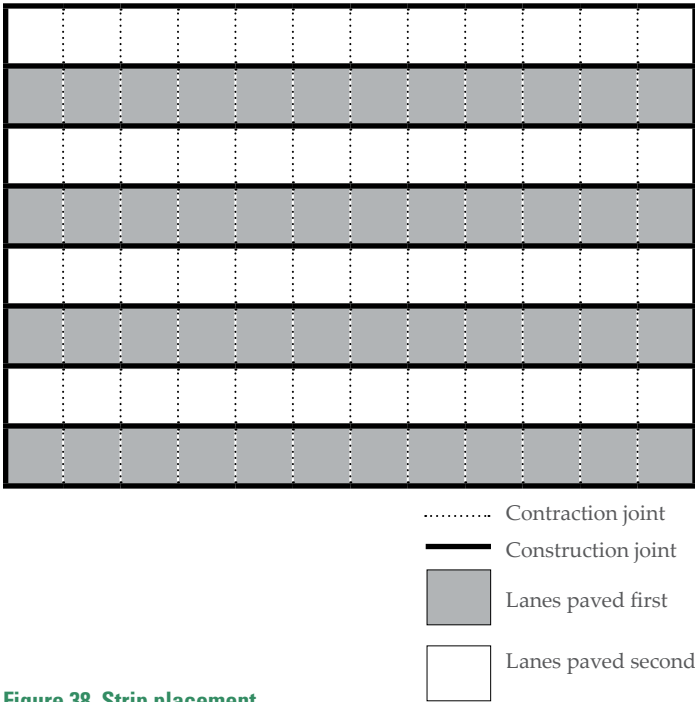 Contraction joint
Construction joint
Lanes paved first
Lanes paved second
Figure 38. Strip placement